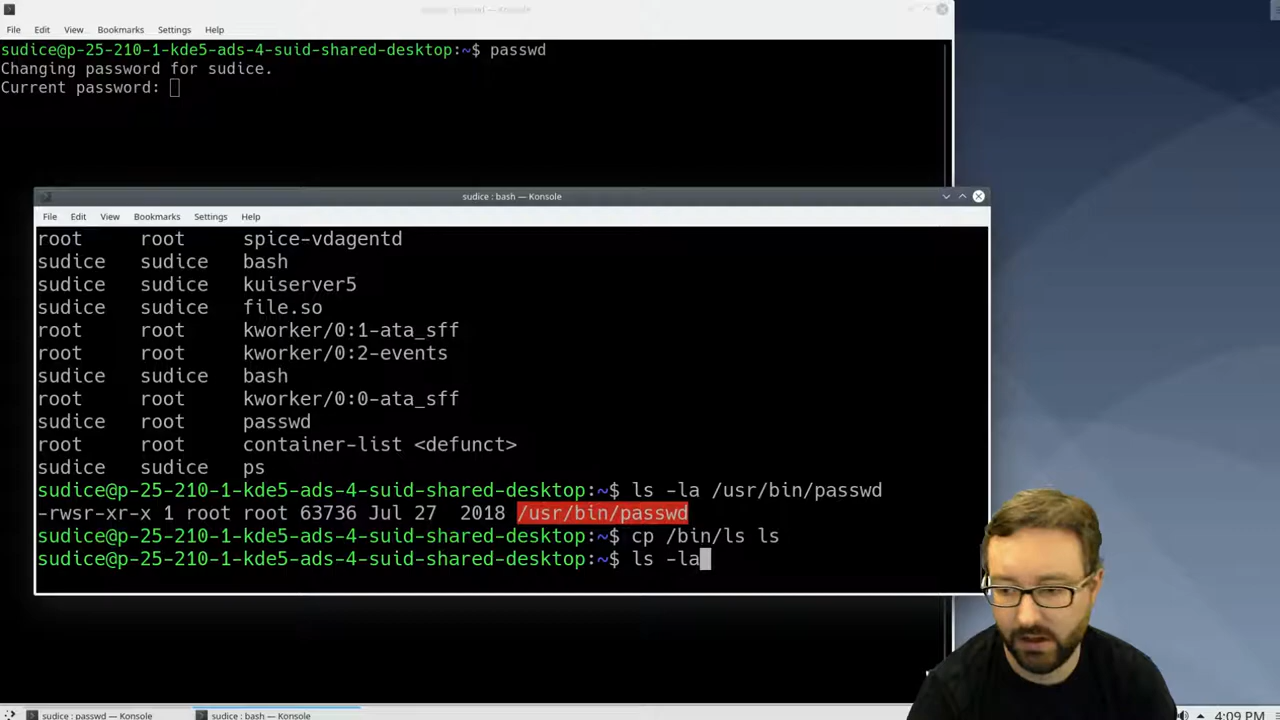 File Edit View Bookmarks Settings Help
sudice@p-25-210-1-kde5-ads-4-suid-shared-desktop:~$ passwd
Changing password for sudice.
Current password:
sudice : bash — Konsole
File Edit View Bookmarks Settings Help
root root spice-vdagentd
sudice sudice bash
sudice sudice kuiserver5
sudice sudice file.so
root root kworker/0:1-ata_sff
root root kworker/0:2-events
sudice sudice bash
root root kworker/0:0-ata_sff
sudice root passwd
root root container-list <defunct>
sudice sudice ps
sudice@p-25-210-1-kde5-ads-4-suid-shared-desktop:~$ ls -la /usr/bin/passwd
-rwsr-xr-x 1 root root 63736 Jul 27 2018 /usr/bin/passwd
sudice@p-25-210-1-kde5-ads-4-suid-shared-desktop:~$ cp /bin/ls ls
sudice@p-25-210-1-kde5-ads-4-suid-shared-desktop:~$ ls -la
sudice : passwd — Konsole
sudice : bash — Konsole
4:09 PM